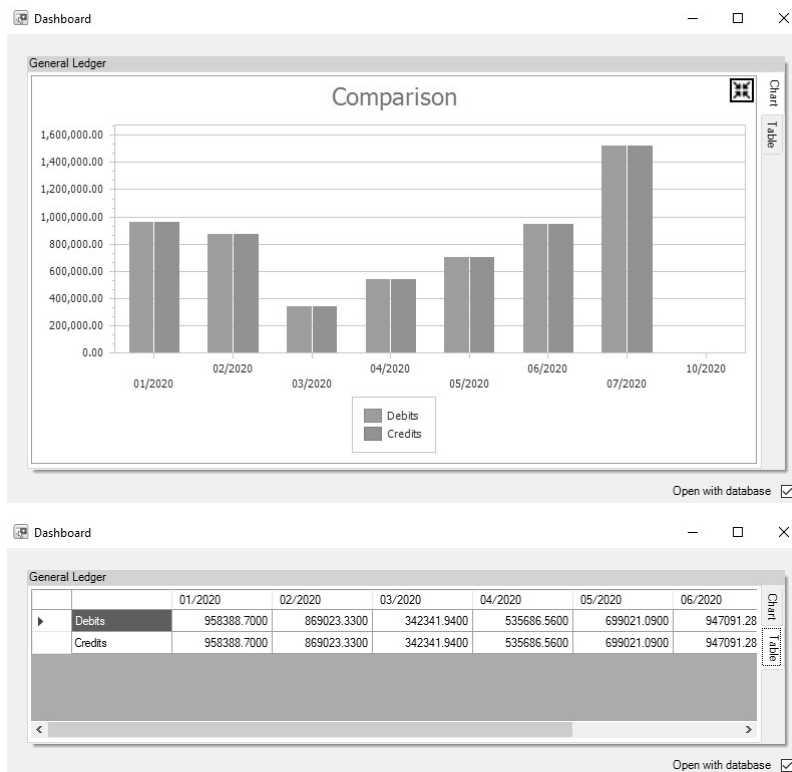 Dashboard
General Ledger
Comparison
Chart
Table
1,600,000.00
1,400,000.00
1,200,000.00
1,000,000.00
800,000.00
600,000.00
400,000.00
200,000.00
0.00
01/2020 02/2020 03/2020 04/2020 05/2020 06/2020 07/2020 10/2020
Debits
Credits
Open with database
Dashboard
General Ledger
01/2020 02/2020 03/2020 04/2020 05/2020 06/2020
Debits 958388.7000 869023.3300 342341.9400 535686.5600 699021.0900 947091.28
Credits 958388.7000 869023.3300 342341.9400 535686.5600 699021.0900 947091.28
Chart
Table
Open with database